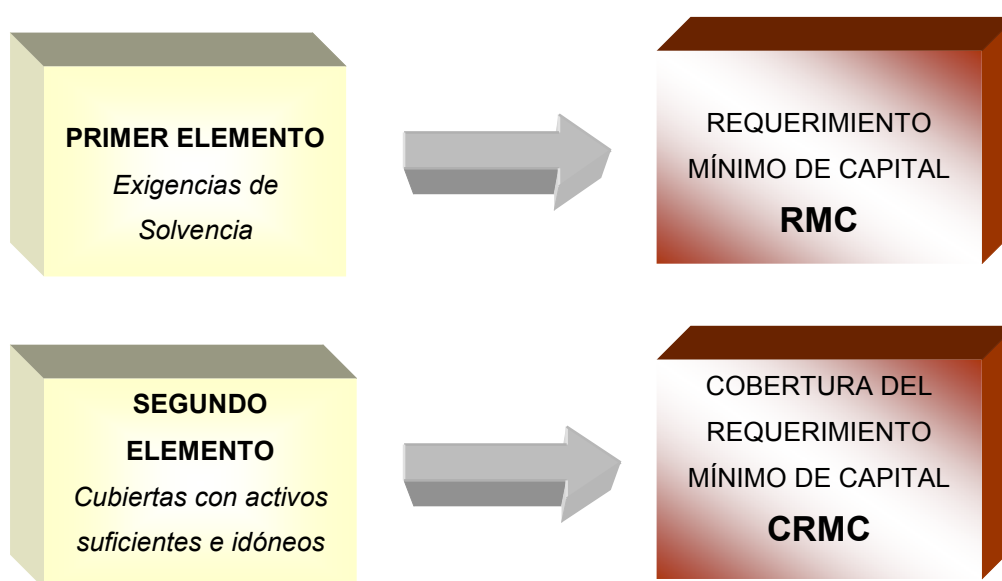 PRIMER ELEMENTO
Exigencias de
Solvencia
REQUERIMIENTO
MÍNIMO DE CAPITAL
RMC
SEGUNDO
ELEMENTO
Cubiertas con activos
suficientes e idóneos
COBERTURA DEL
REQUERIMIENTO
MÍNIMO DE CAPITAL
CRMC